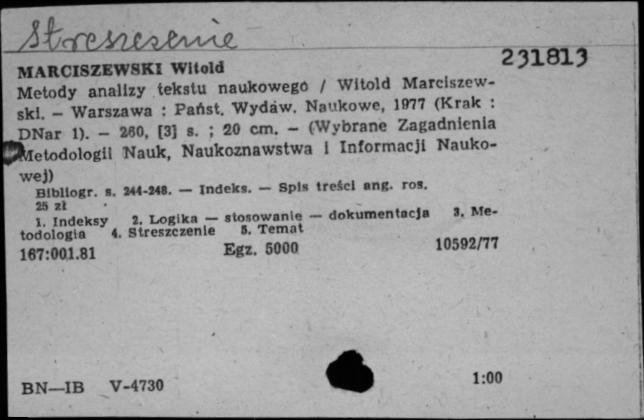 Streszczenie
231813
MARCISZEWSKI Witold
Metody analizy tekstu naukowego / Witold Marciszew-
ski. – Warszawa : Państ. Wydaw. Naukowe, 1977 (Krak :
DNar 1). – 260, [3] s. ; 20 cm. – (Wybrane Zagadnienia
Metodologii Nauk, Naukoznawstwa i Informacji Nauko-
wej)
Bibliogr. s. 244-248. — Indeks. — Spis treści ang. ros.
25 zł
1. Indeksy 2. Logika — stosowanie — dokumentacja 3. Me-
todologia 4. Streszczenie 5. Temat
167:001.81 Egz. 5000 10592/77
BN—IB V-4730 1:00